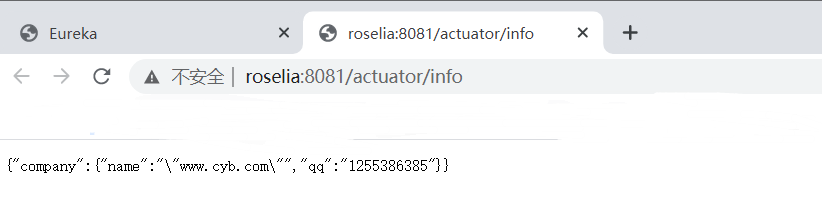 Eureka
roselia:8081/actuator/info
不安全 | roselia:8081/actuator/info
{"company":{"name":"\"www.cyb.com\"","qq":"1255386385"}}